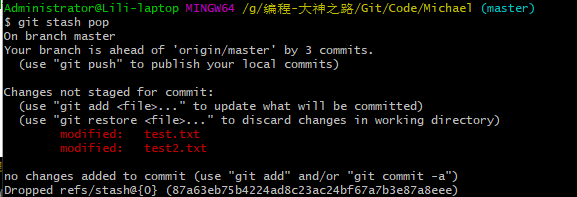 Administrator@Lili-laptop MINGW64 /g/编程-大神之路/Git/Code/Michael (master)
$ git stash pop
On branch master
Your branch is ahead of 'origin/master' by 3 commits.
  (use "git push" to publish your local commits)

Changes not staged for commit:
  (use "git add <file>..." to update what will be committed)
  (use "git restore <file>..." to discard changes in working directory)
        modified:   test.txt
        modified:   test2.txt

no changes added to commit (use "git add" and/or "git commit -a")
Dropped refs/stash@{0} (87a63eb75b4224ad8c23ac24bf67a7b3e87a8eee)